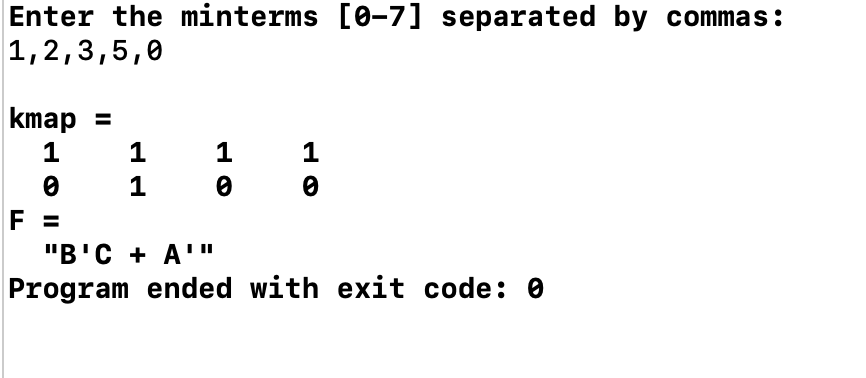 Enter the minterms [0-7] separated by commas:
1,2,3,5,0
kmap =
1 1 1 1
0 1 0 0
F =
"B'C + A'"
Program ended with exit code: 0